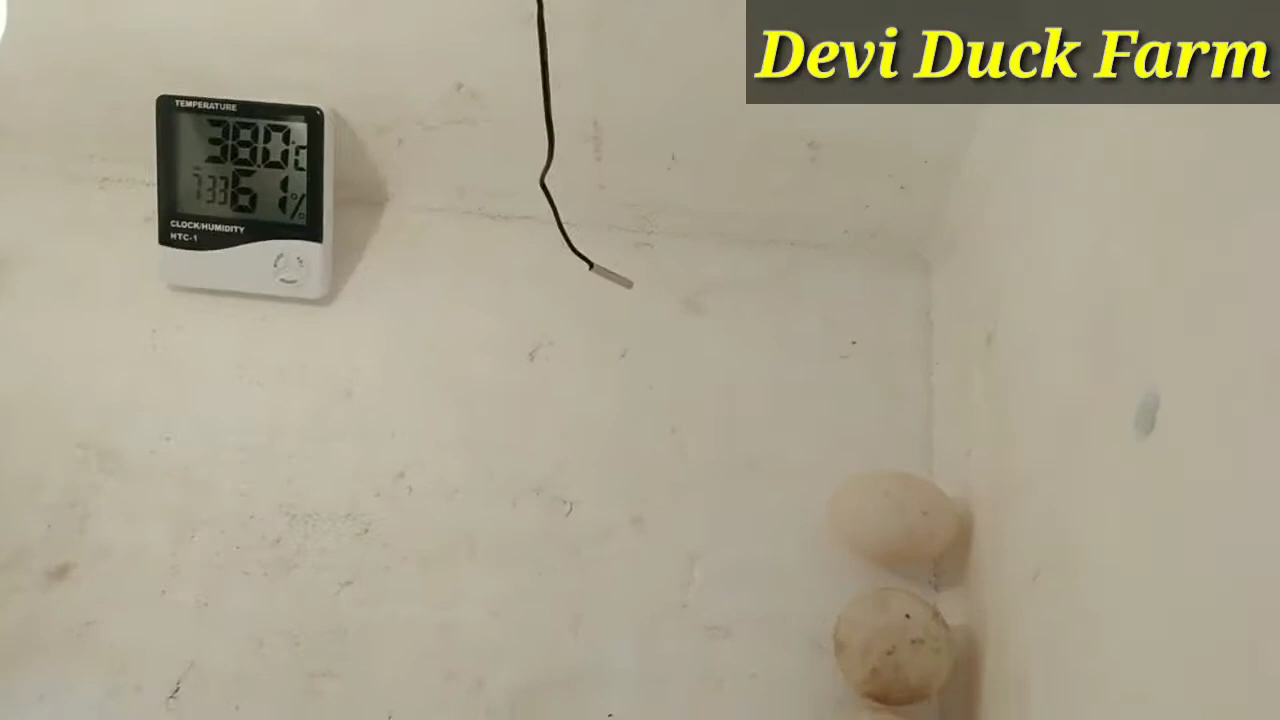 Devi Duck Farm
TEMPERATURE
38.0°C
7:33 61%
CLOCK/HUMIDITY
HTC-1